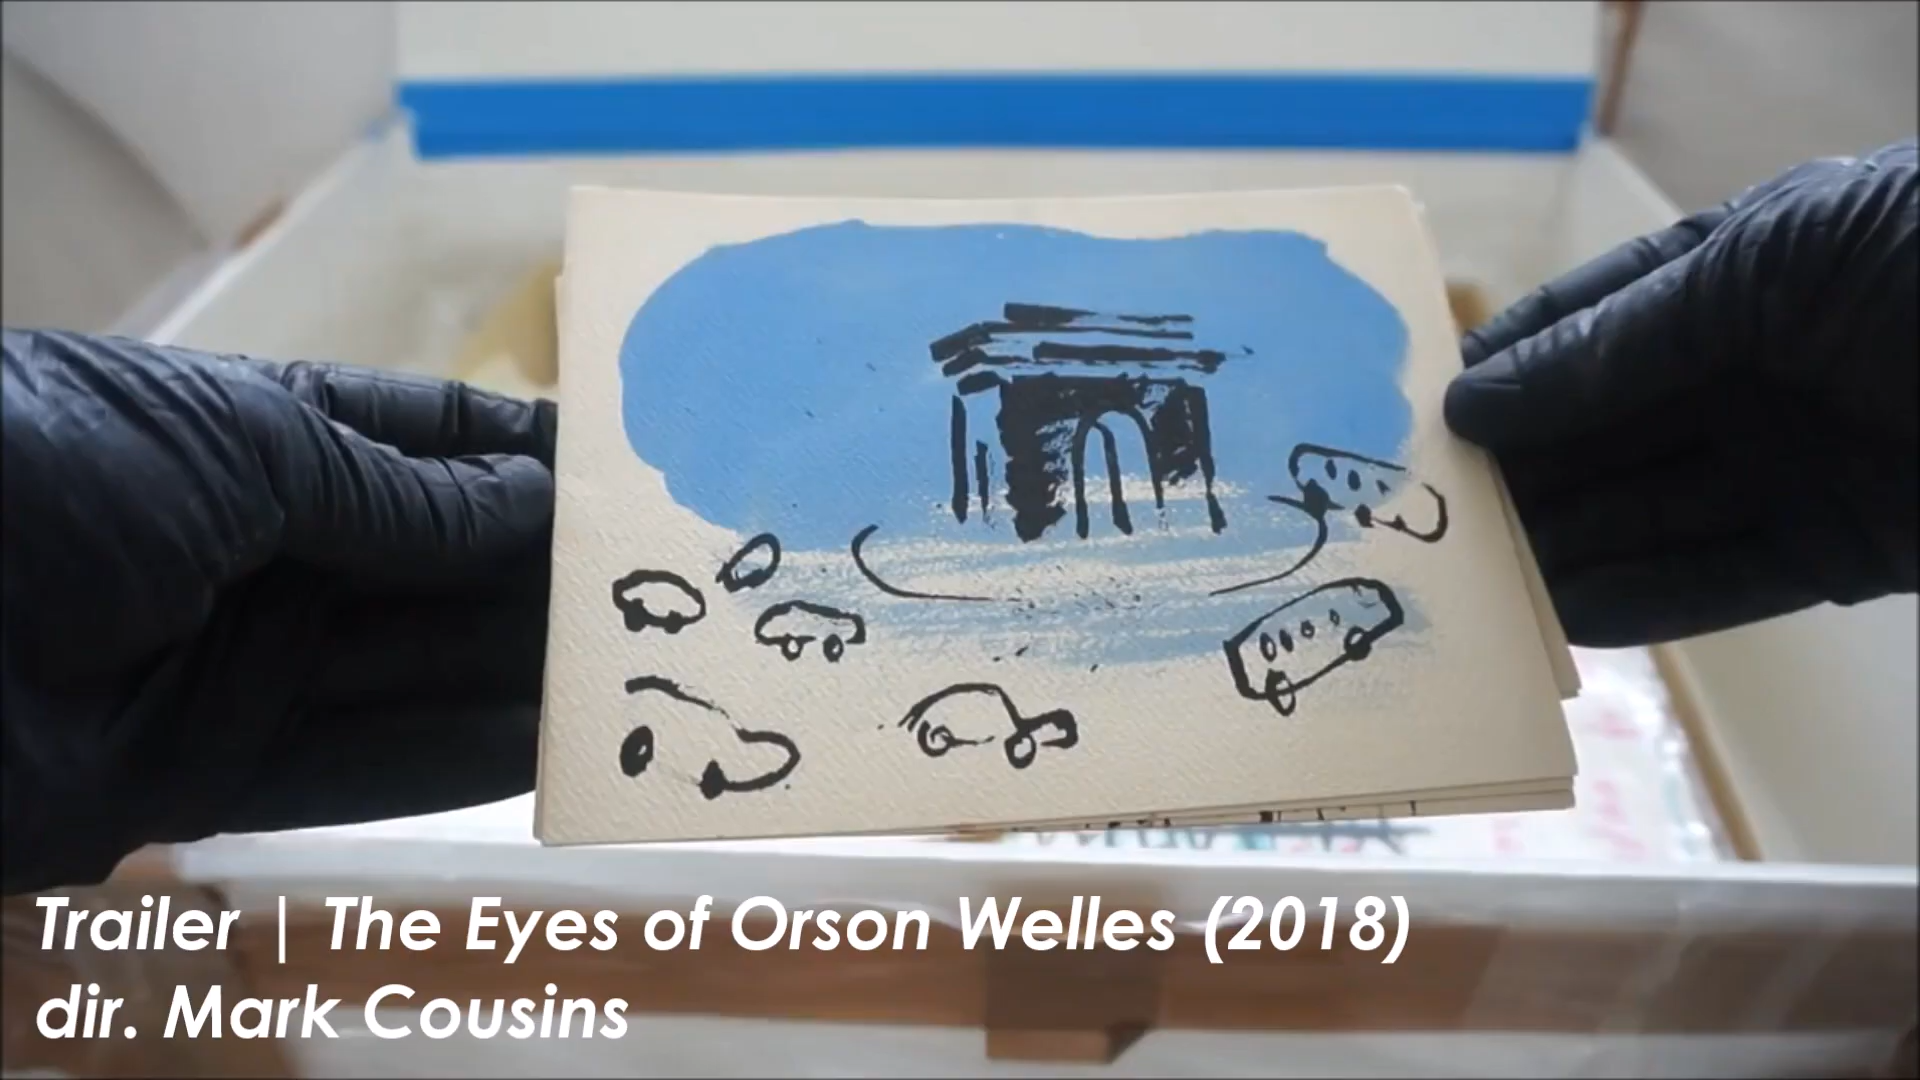 Trailer | The Eyes of Orson Welles (2018)
dir. Mark Cousins